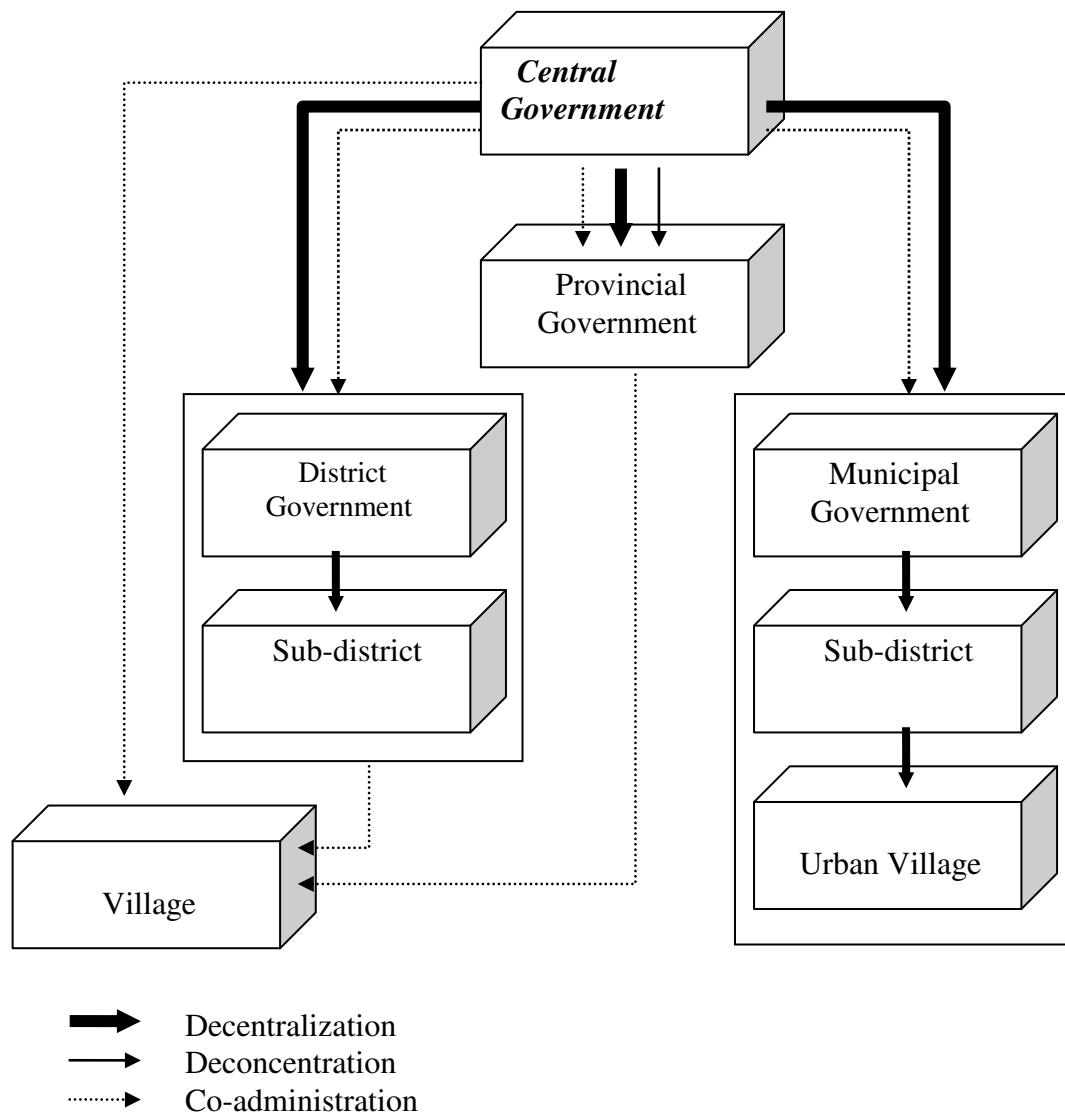 Central
Government
Provincial
Government
District
Government
Municipal
Government
Sub-district
Sub-district
Village
Urban Village
Decentralization
Deconcentration
Co-administration